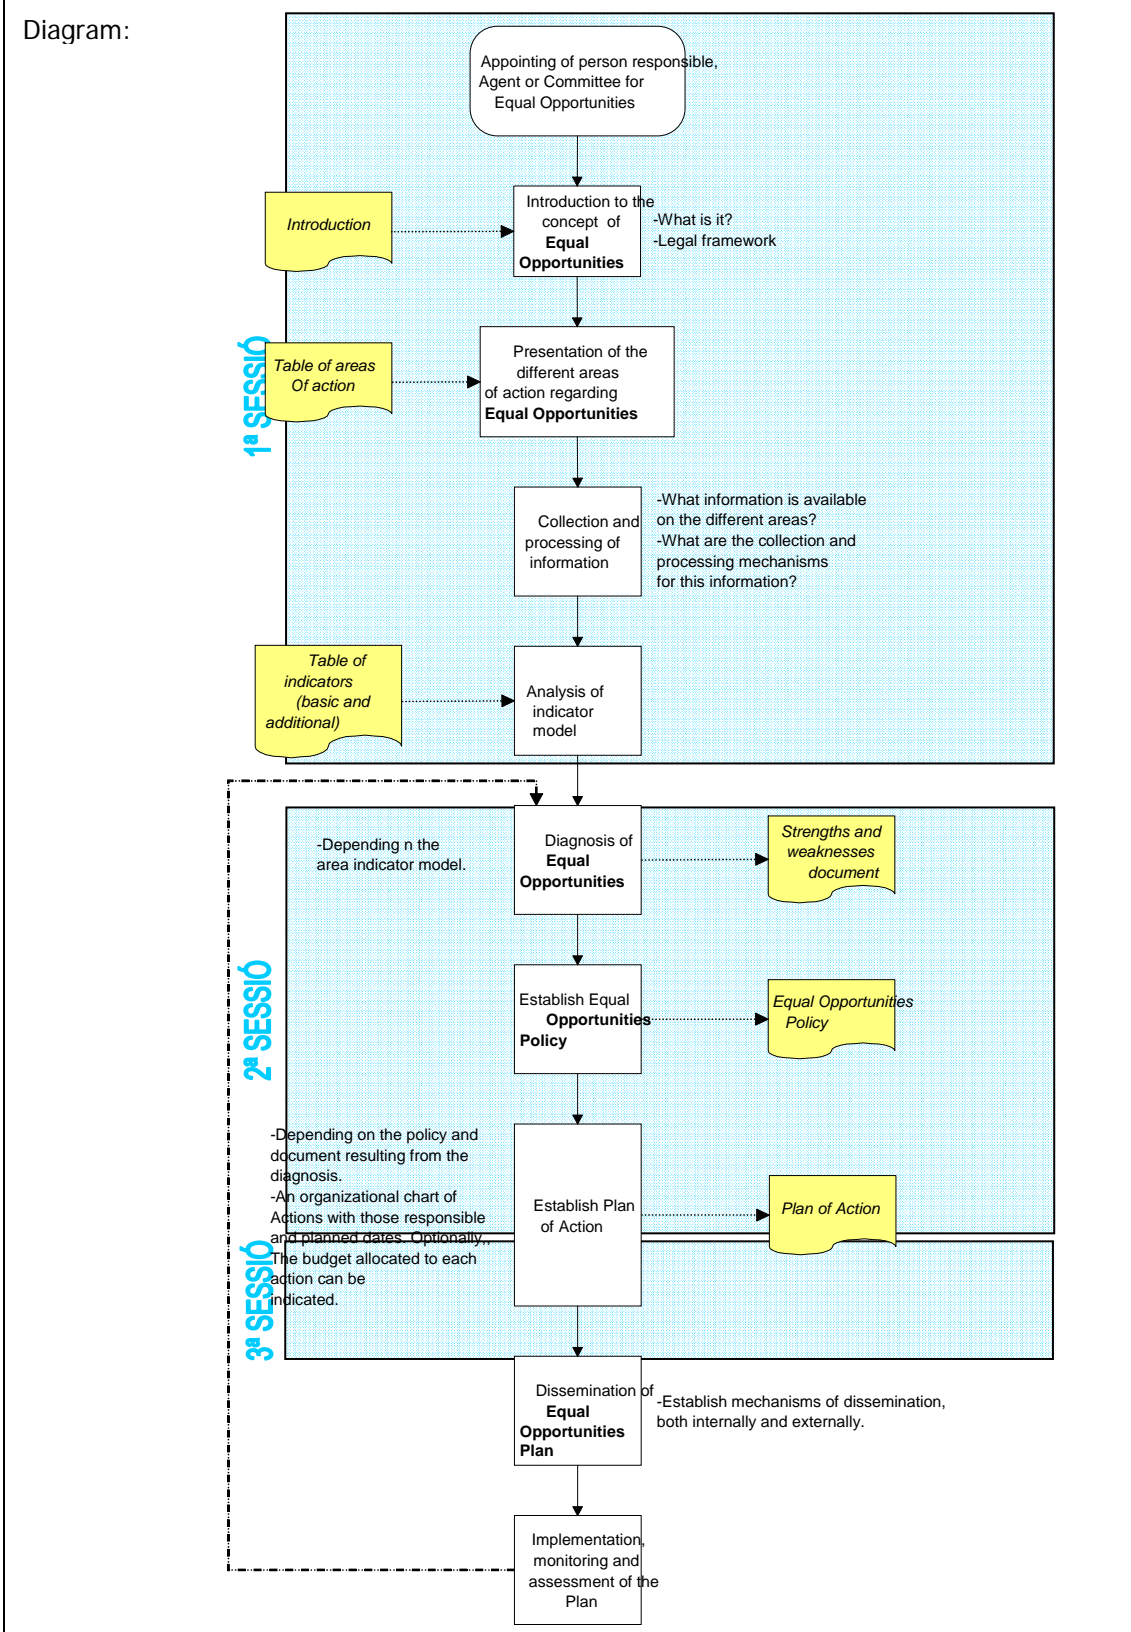 Diagram:
Appointing of person responsible,
Agent or Committee for
Equal Opportunities
Introduction
Introduction to the
concept of
Equal
Opportunities
-What is it?
-Legal framework
1ª SESSIÓ
Table of areas
Of action
Presentation of the
different areas
of action regarding
Equal Opportunities
Collection and
processing of
information
-What information is available
on the different areas?
-What are the collection and
processing mechanisms
for this information?
Table of
indicators
(basic and
additional)
Analysis of
indicator
model
-Depending n the
area indicator model.
Diagnosis of
Equal
Opportunities
Strengths and
weaknesses
document
2ª SESSIÓ
Establish Equal
Opportunities
Policy
Equal Opportunities
Policy
-Depending on the policy and
document resulting from the
diagnosis.
-An organizational chart of
Actions with those responsible
and planned dates. Optionally,,
The budget allocated to each
action can be
indicated.
Establish Plan
of Action
Plan of Action
3ª SESSIÓ
Dissemination of
Equal
Opportunities
Plan
-Establish mechanisms of dissemination,
both internally and externally.
Implementation,
monitoring and
assessment of the
Plan